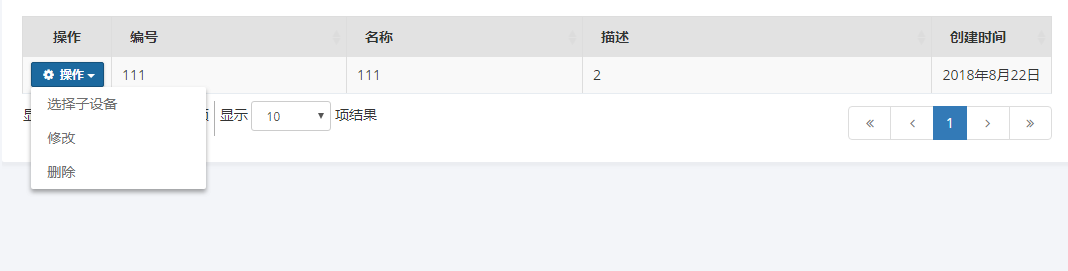 操作 编号 名称 描述 创建时间
操作 111 111 2 2018年8月22日
选择子设备
显示 10 项结果
« ‹ 1 › »
修改
删除